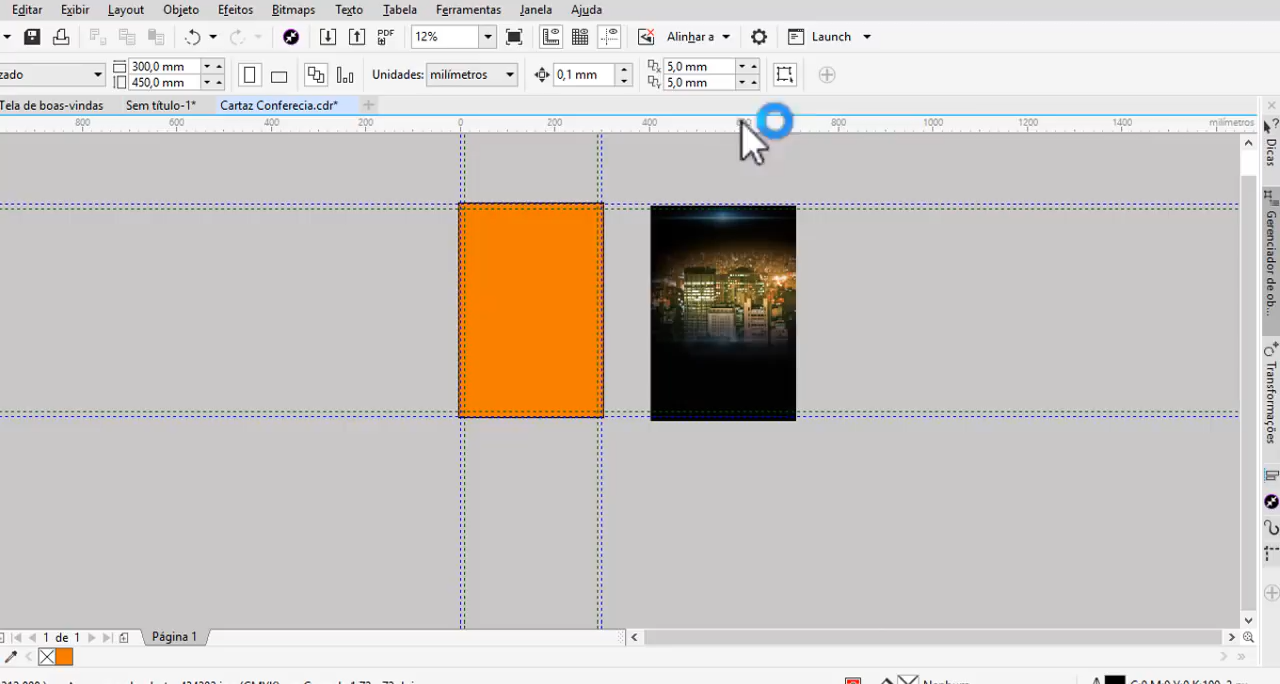 Editar Exibir Layout Objeto Efeitos Bitmaps Texto Tabela Ferramentas Janela Ajuda
PDF 12% Alinhar a Launch
zado 300,0 mm 450,0 mm Unidades: milímetros 0,1 mm 5,0 mm 5,0 mm
Tela de boas-vindas Sem título-1* Cartaz Conferecia.cdr*
800 600 400 200 0 200 400 800 1000 1200 1400 milímetros
Dicas
Gerenciador de ob...
Transformações
1 de 1 Página 1
Nenhum